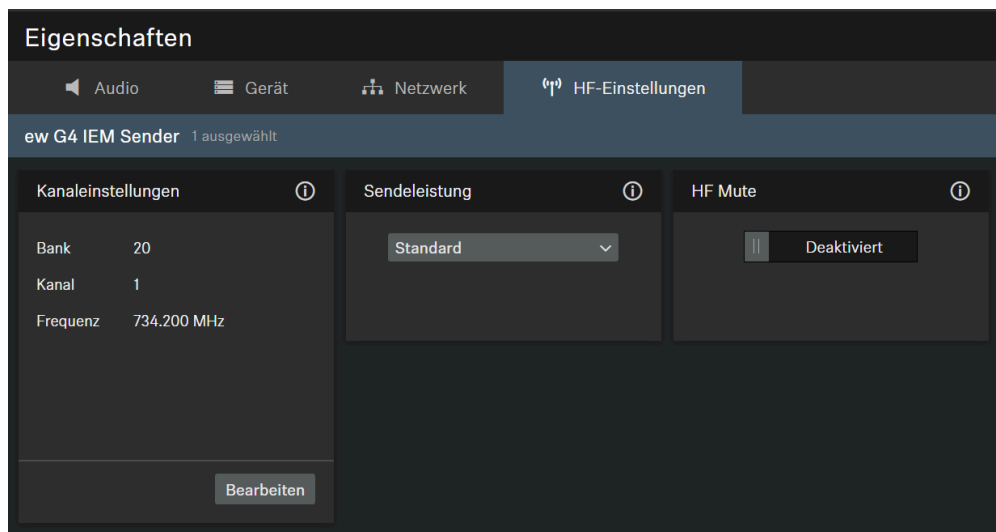 Eigenschaften
Audio Gerät Netzwerk HF-Einstellungen
ew G4 IEM Sender 1 ausgewählt
Kanaleinstellungen
Bank 20
Kanal 1
Frequenz 734.200 MHz
Bearbeiten
Sendeleistung
Standard
HF Mute
Deaktiviert